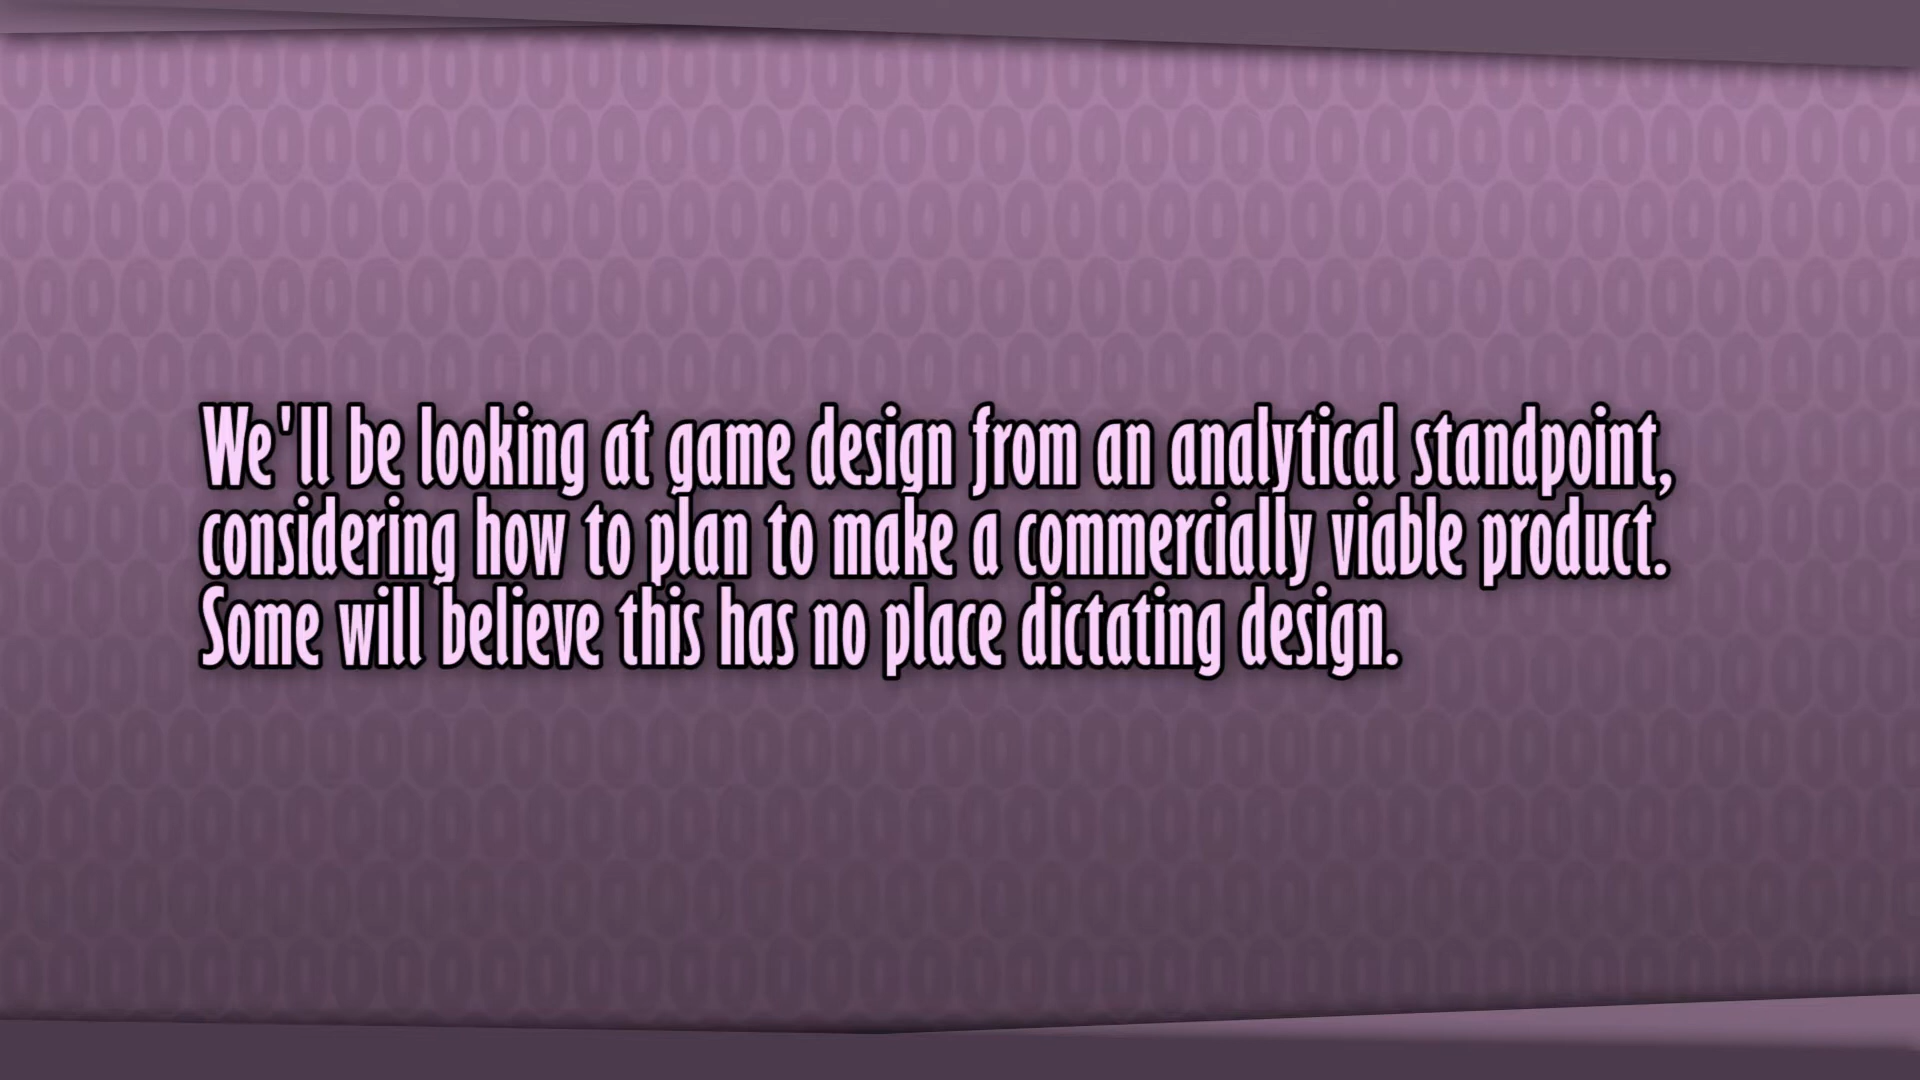 We'll be looking at game design from an analytical standpoint,
considering how to plan to make a commercially viable product.
Some will believe this has no place dictating design.